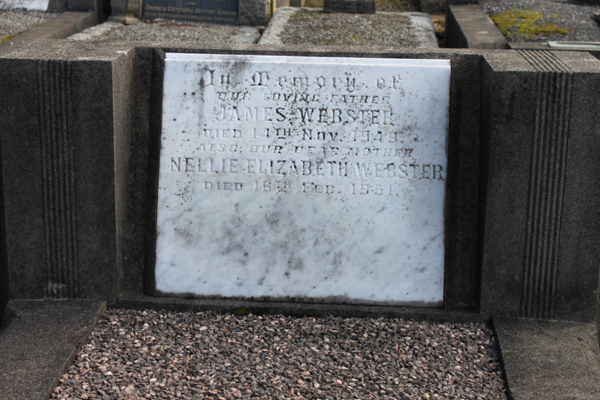 In Memory of
OUR LOVING FATHER
JAMES WEBSTER
DIED 14TH NOV. 1949.
ALSO OUR DEAR MOTHER
NELLIE ELIZABETH WEBSTER
DIED FEB. 1951.